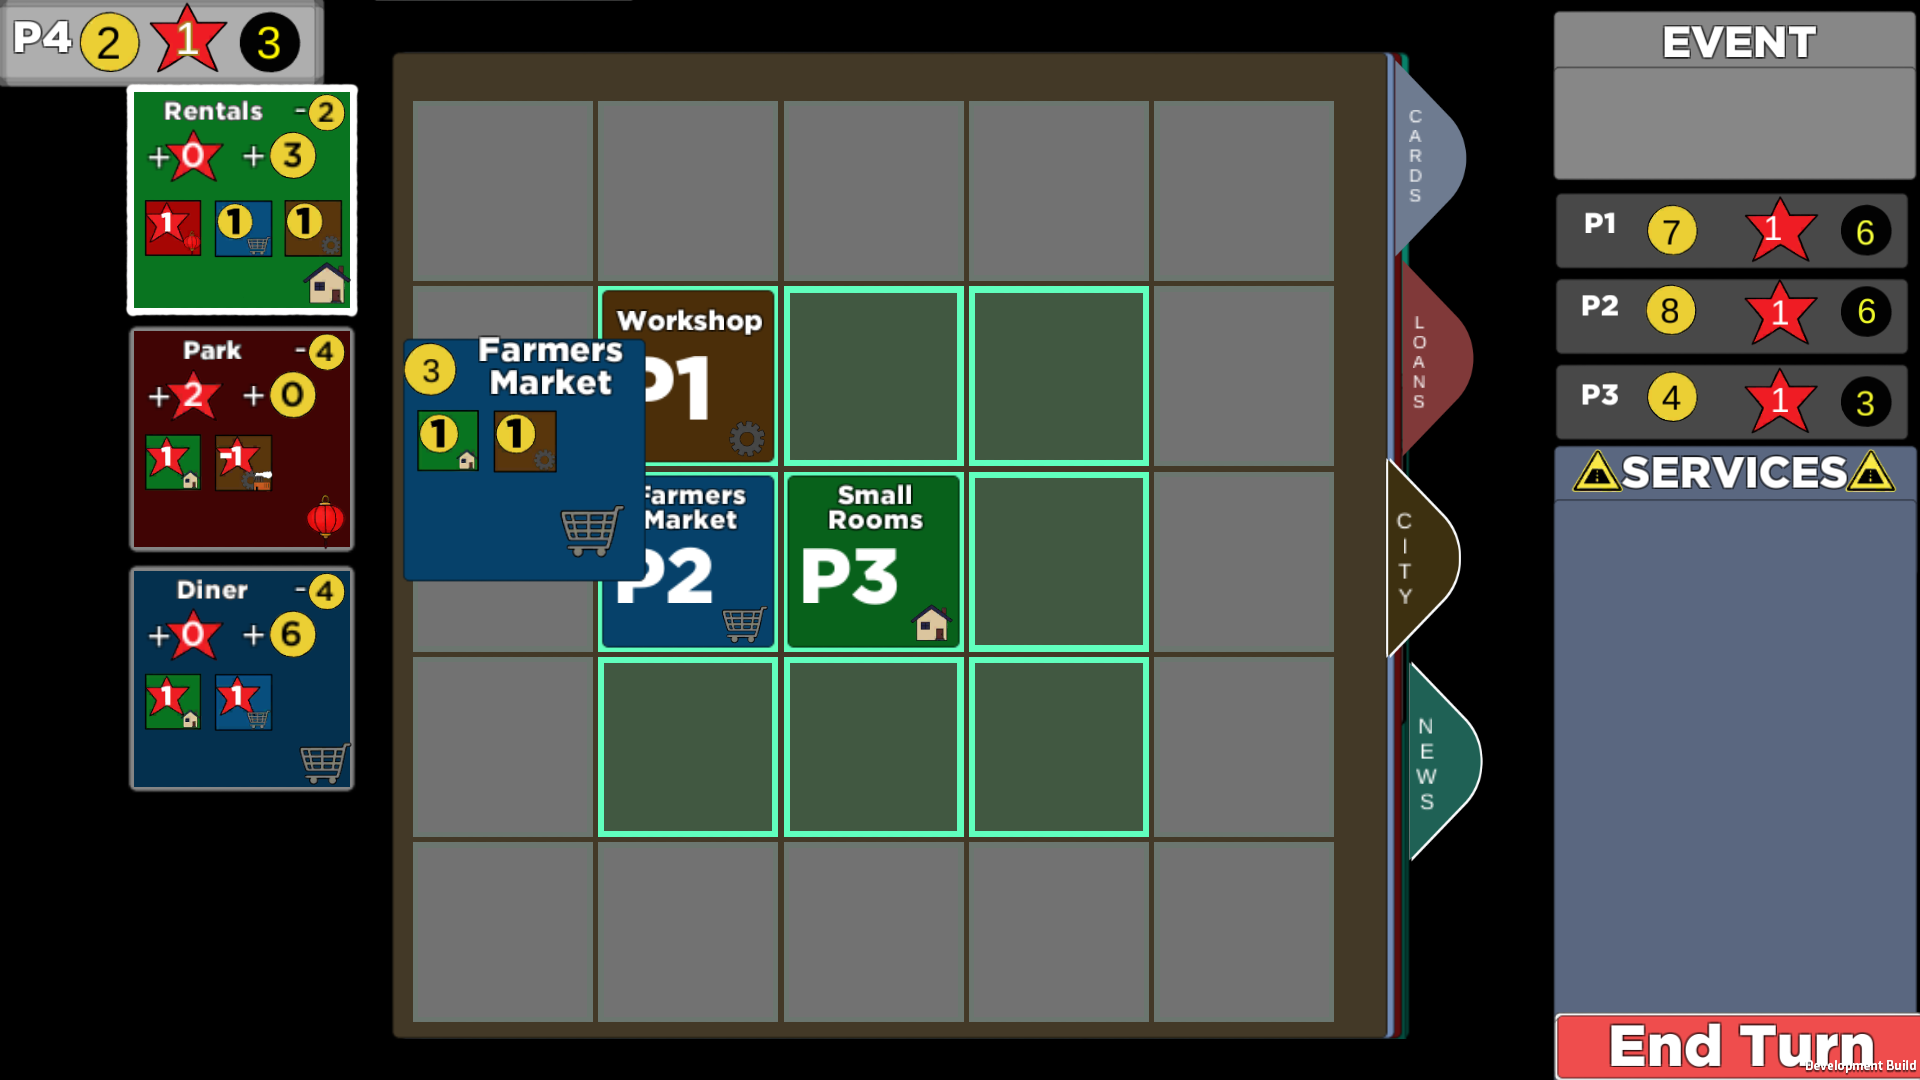 P4 2 1 3
Rentals -2
+0 +3
1 1 1
Park -4
+2 +0
1 -1
Diner -4
+0 +6
1 1
Workshop
P1
3 Farmers
Market
1 1
Farmers
Market
P2
Small
Rooms
P3
CARDS
LOANS
CITY
NEWS
EVENT
P1 7 1 6
P2 8 1 6
P3 4 1 3
SERVICES
End Turn
Development Build